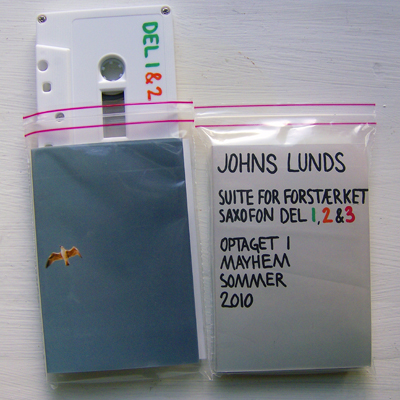 DEL 1 & 2
JOHNS LUNDS
SUITE FOR FORSTÆRKET
SAXOFON DEL 1, 2 & 3
OPTAGET I
MAYHEM
SOMMER
2010